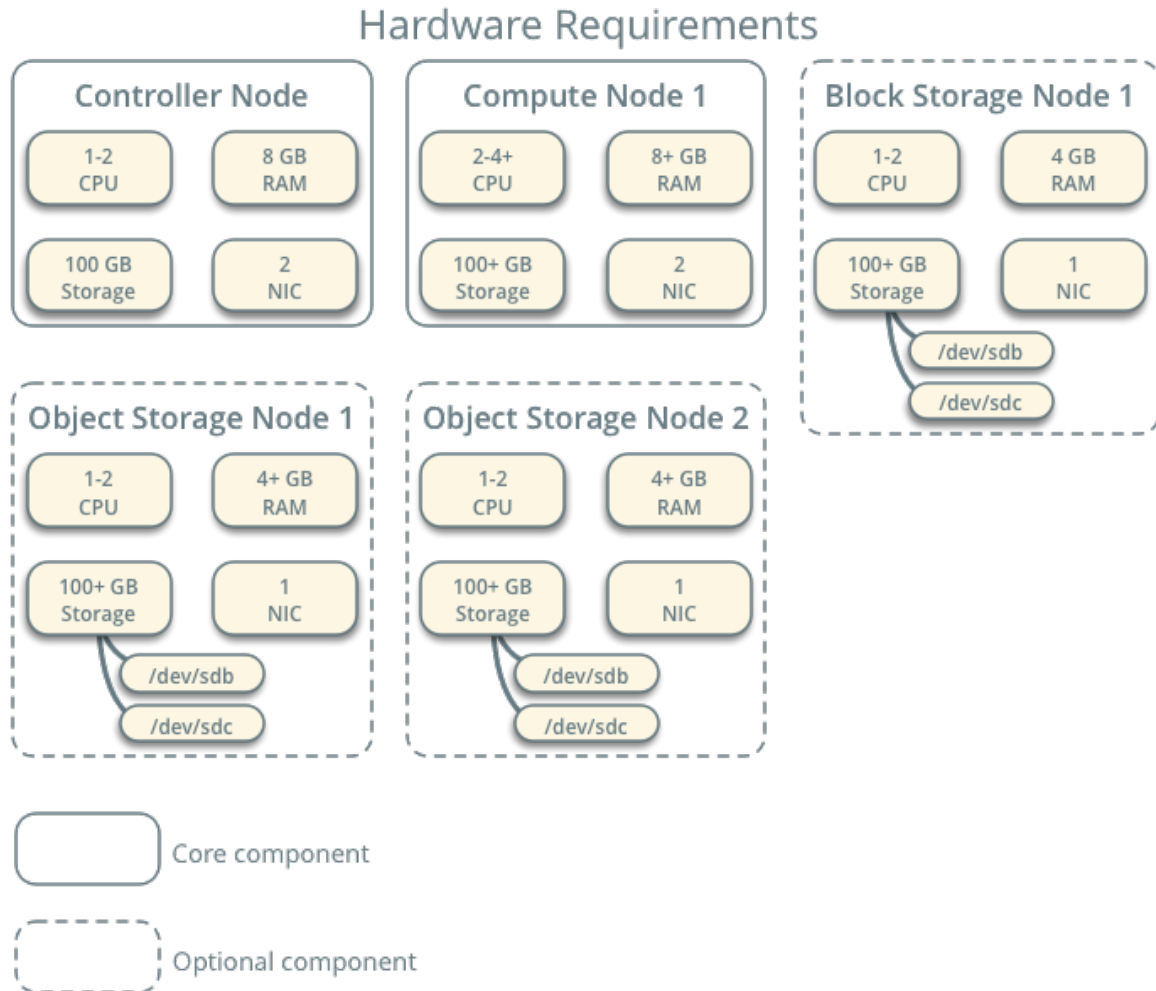 Hardware Requirements
Controller Node
1-2
CPU
8 GB
RAM
100 GB
Storage
2
NIC
Compute Node 1
2-4+
CPU
8+ GB
RAM
100+ GB
Storage
2
NIC
Block Storage Node 1
1-2
CPU
4 GB
RAM
100+ GB
Storage
1
NIC
/dev/sdb
/dev/sdc
Object Storage Node 1
1-2
CPU
4+ GB
RAM
100+ GB
Storage
1
NIC
/dev/sdb
/dev/sdc
Object Storage Node 2
1-2
CPU
4+ GB
RAM
100+ GB
Storage
1
NIC
/dev/sdb
/dev/sdc
Core component
Optional component